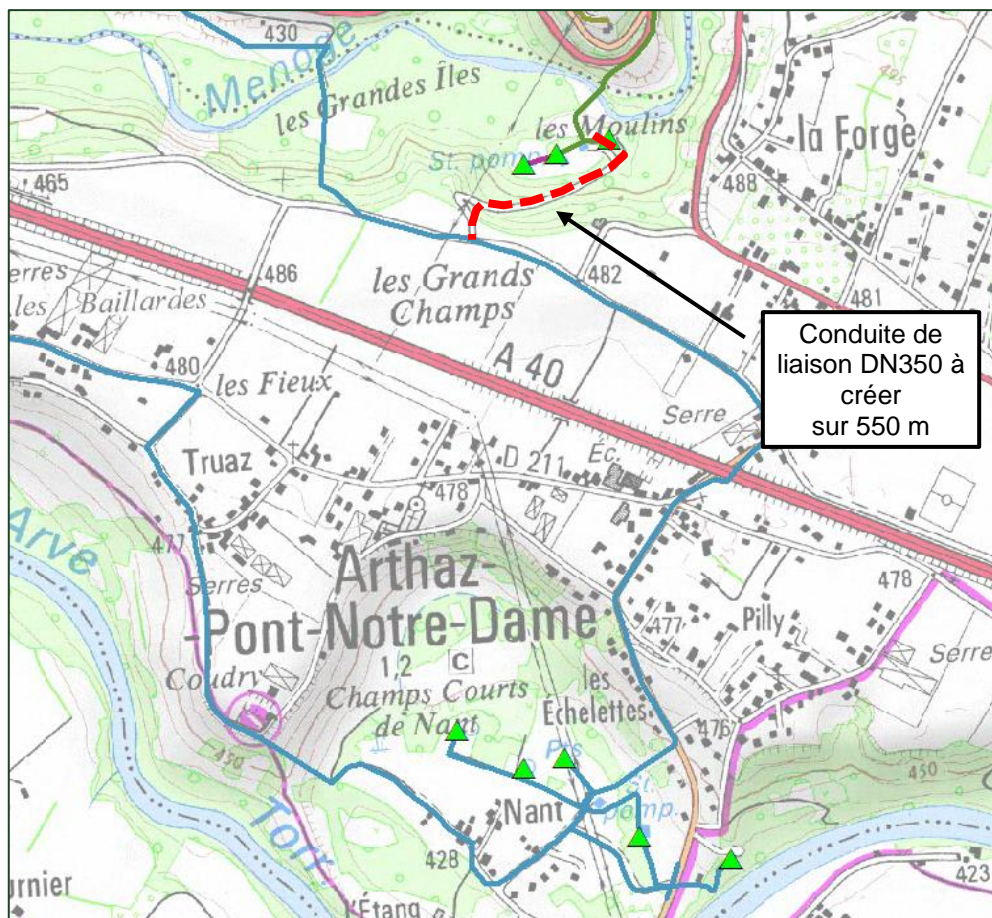 430
Menoge
les Grandes Îles
495
les Moulins
la Forge
St. pomp.
488
465
486
482
481
les Grands
Champs
Serres
les Baillardes
A 40
Conduite de
liaison DN350 à
créer
sur 550 m
480
les Fieux
Serre
Truaz
D 211
Éc.
478
Arve
477
Arthaz-
-Pont-Notre-Dame
478
Serres
477
Pilly
Serre
1,2
C
Coudry
Champs Courts
de Nant
les
Échelettes
476
450
450
Pts
St.
pomp.
Nant
Torr.
428
423
urnier
l'Étang